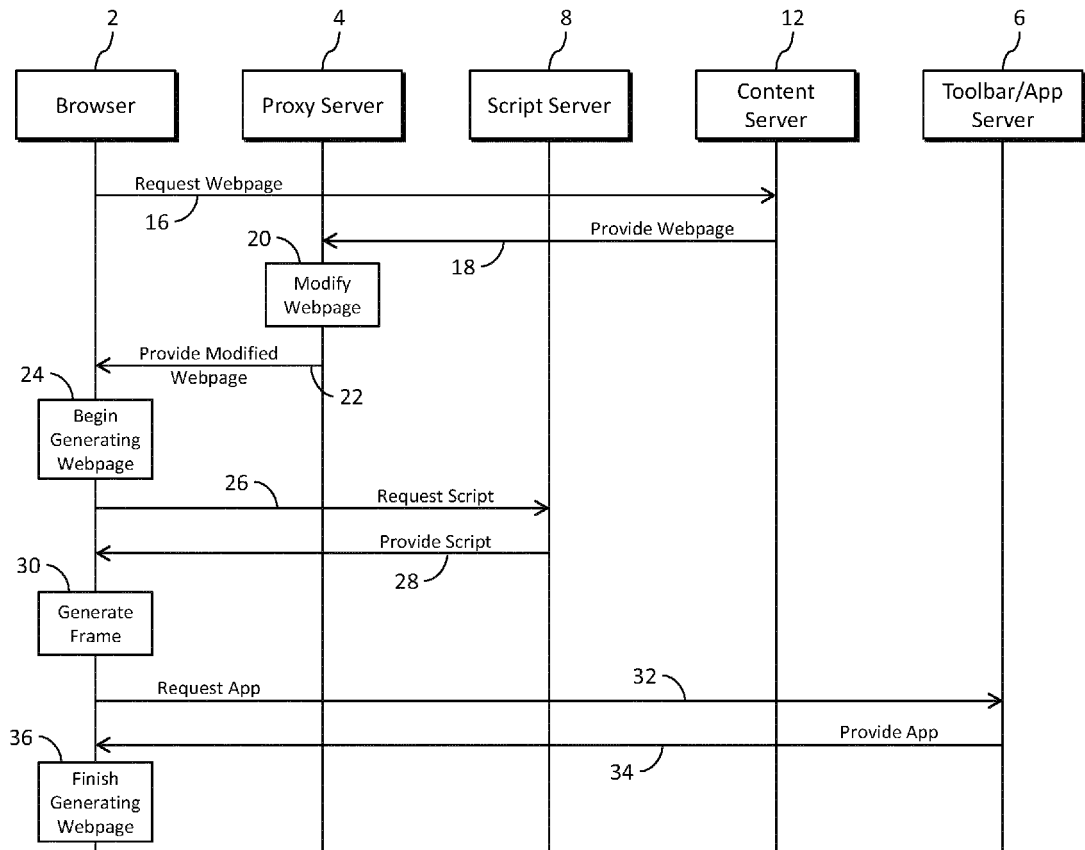 2
4
8
12
6
Browser
Proxy Server
Script Server
Content
Server
Toolbar/App
Server
Request Webpage
16
Provide Webpage
18
20
Modify
Webpage
Provide Modified
Webpage
22
24
Begin
Generating
Webpage
26
Request Script
Provide Script
28
30
Generate
Frame
Request App
32
Provide App
34
36
Finish
Generating
Webpage